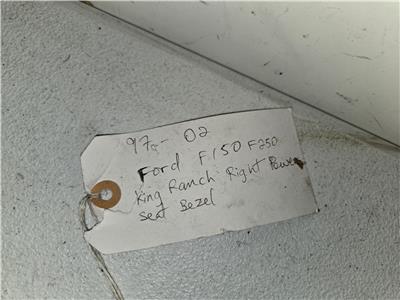 97 - 02
Ford F150 F250
King Ranch Right Power
Seat Bezel